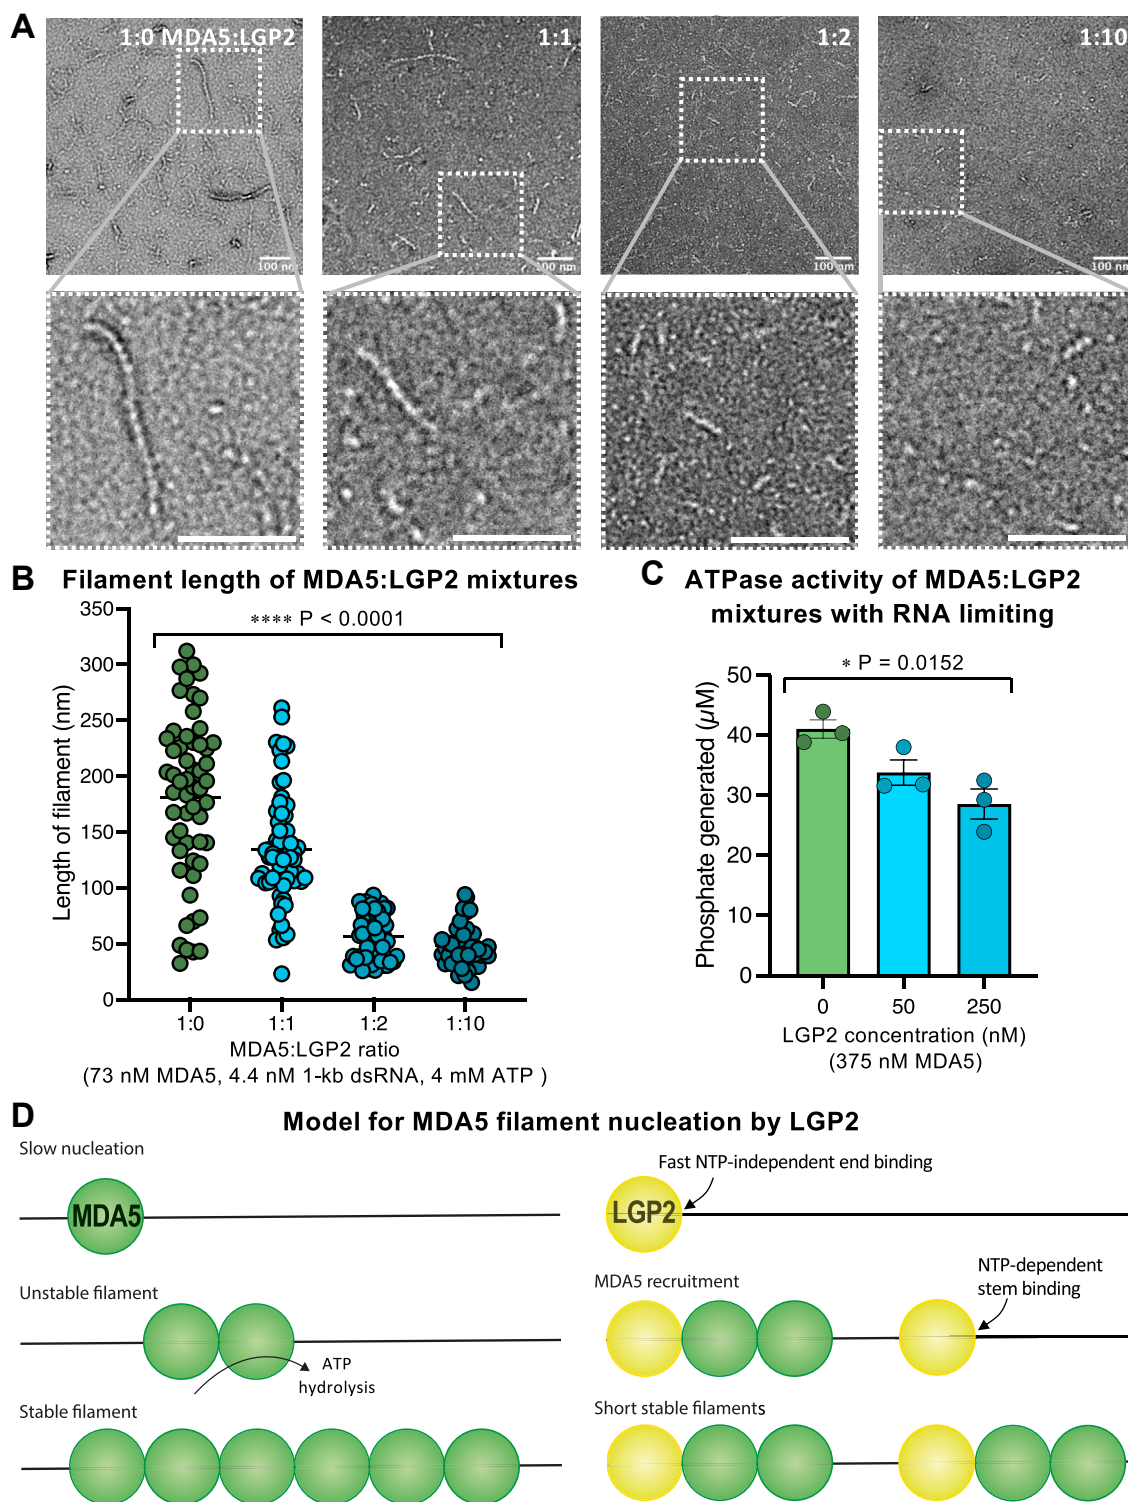 A
1:0 MDA5:LGP2
1:1
1:2
1:10
100 nm
100 nm
100 nm
100 nm
B Filament length of MDA5:LGP2 mixtures
**** P < 0.0001
Length of filament (nm)
350
300
250
200
150
100
50
0
1:0
1:1
1:2
1:10
MDA5:LGP2 ratio
(73 nM MDA5, 4.4 nM 1-kb dsRNA, 4 mM ATP )
C ATPase activity of MDA5:LGP2
mixtures with RNA limiting
* P = 0.0152
Phosphate generated (µM)
50
40
30
20
10
0
0
50
250
LGP2 concentration (nM)
(375 nM MDA5)
D Model for MDA5 filament nucleation by LGP2
Slow nucleation
MDA5
Unstable filament
ATP
hydrolysis
Stable filament
Fast NTP-independent end binding
LGP2
MDA5 recruitment
NTP-dependent
stem binding
Short stable filaments